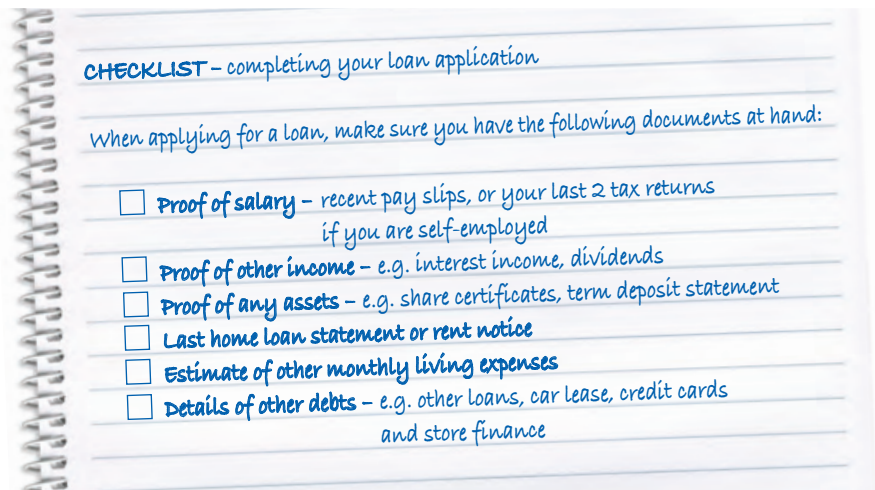 CHECKLIST – completing your loan application
When applying for a loan, make sure you have the following documents at hand:
Proof of salary – recent pay slips, or your last 2 tax returns
if you are self-employed
Proof of other income – e.g. interest income, dividends
Proof of any assets – e.g. share certificates, term deposit statement
Last home loan statement or rent notice
Estimate of other monthly living expenses
Details of other debts – e.g. other loans, car lease, credit cards
and store finance